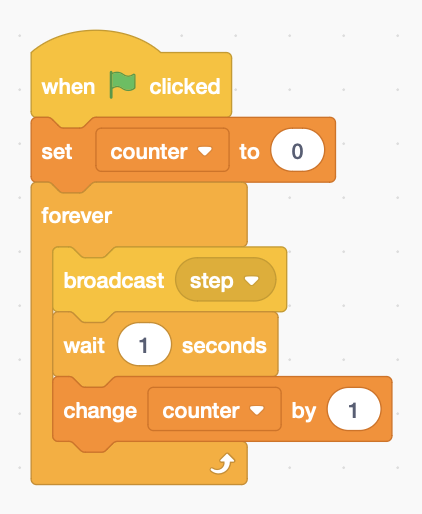 when clicked
set counter to 0
forever
broadcast step
wait 1 seconds
change counter by 1